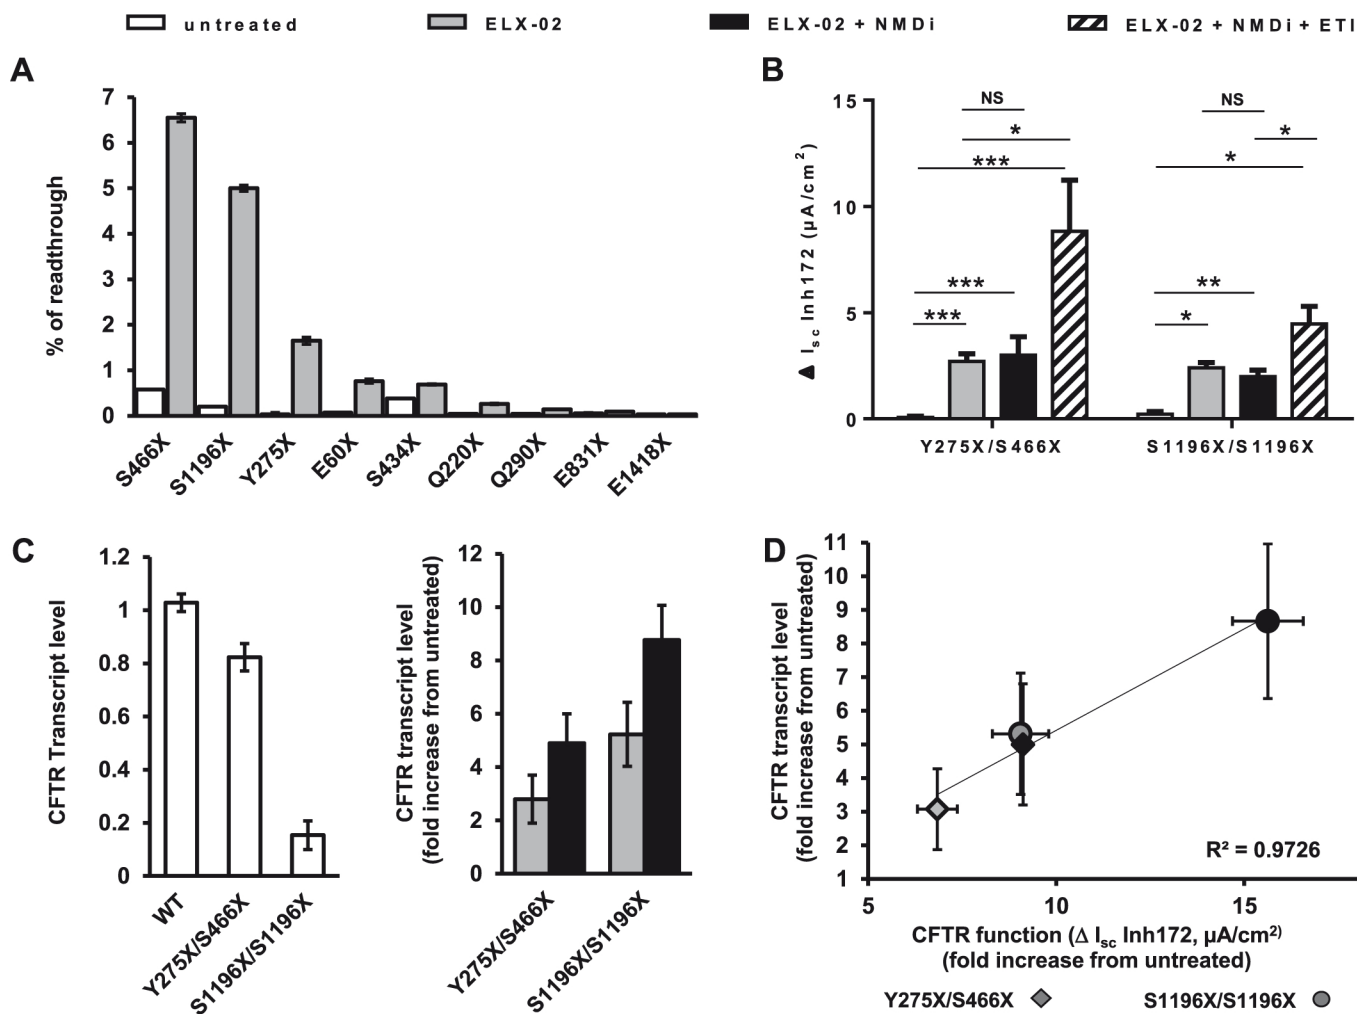 untreated ELX-02 ELX-02 + NMDi ELX-02 + NMDi + ETI
A
% of readthrough
7
6
5
4
3
2
1
0
S466X S1196X Y275X E60X S434X Q220X Q290X E831X E1418X
B
Δ Isc Inh172 (µA/cm²)
15
10
5
0
NS
*
***
***
***
NS
*
*
**
*
Y275X/S466X S1196X/S1196X
C
CFTR Transcript level
1.2
1
0.8
0.6
0.4
0.2
0
WT Y275X/S466X S1196X/S1196X
CFTR transcript level
(fold increase from untreated)
12
10
8
6
4
2
0
Y275X/S466X S1196X/S1196X
D
CFTR transcript level
(fold increase from untreated)
11
10
9
8
7
6
5
4
3
2
1
R² = 0.9726
5 10 15
CFTR function (Δ Isc Inh172, µA/cm²)
(fold increase from untreated)
Y275X/S466X S1196X/S1196X